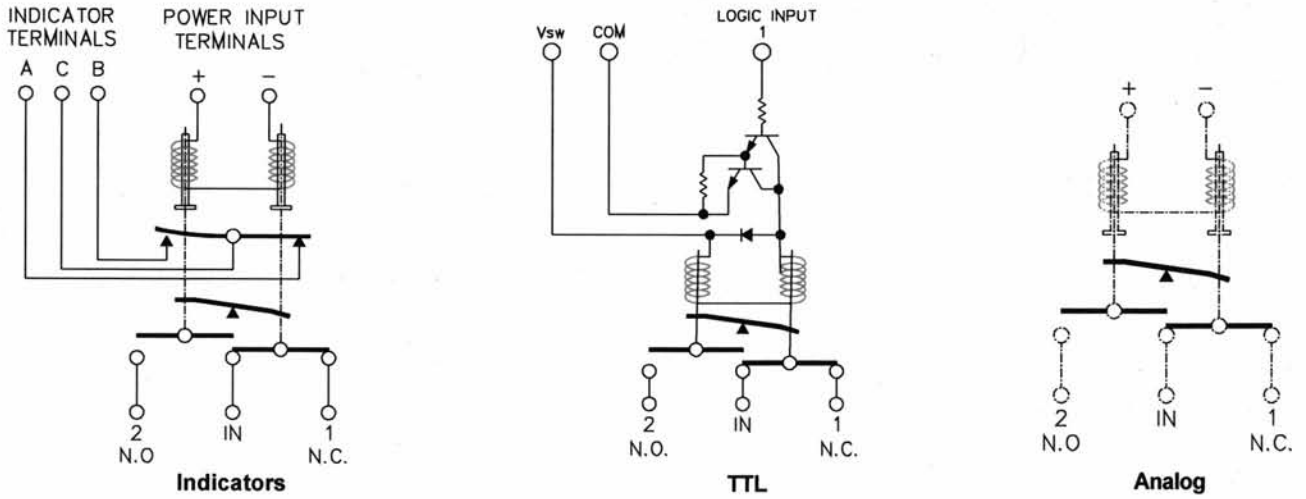 INDICATOR
TERMINALS
A C B
POWER INPUT
TERMINALS
+ −
2 IN 1
N.O N.C.
Indicators
Vsw COM
LOGIC INPUT
1
2 IN 1
N.O. N.C.
TTL
+ −
2 IN 1
N.O N.C.
Analog